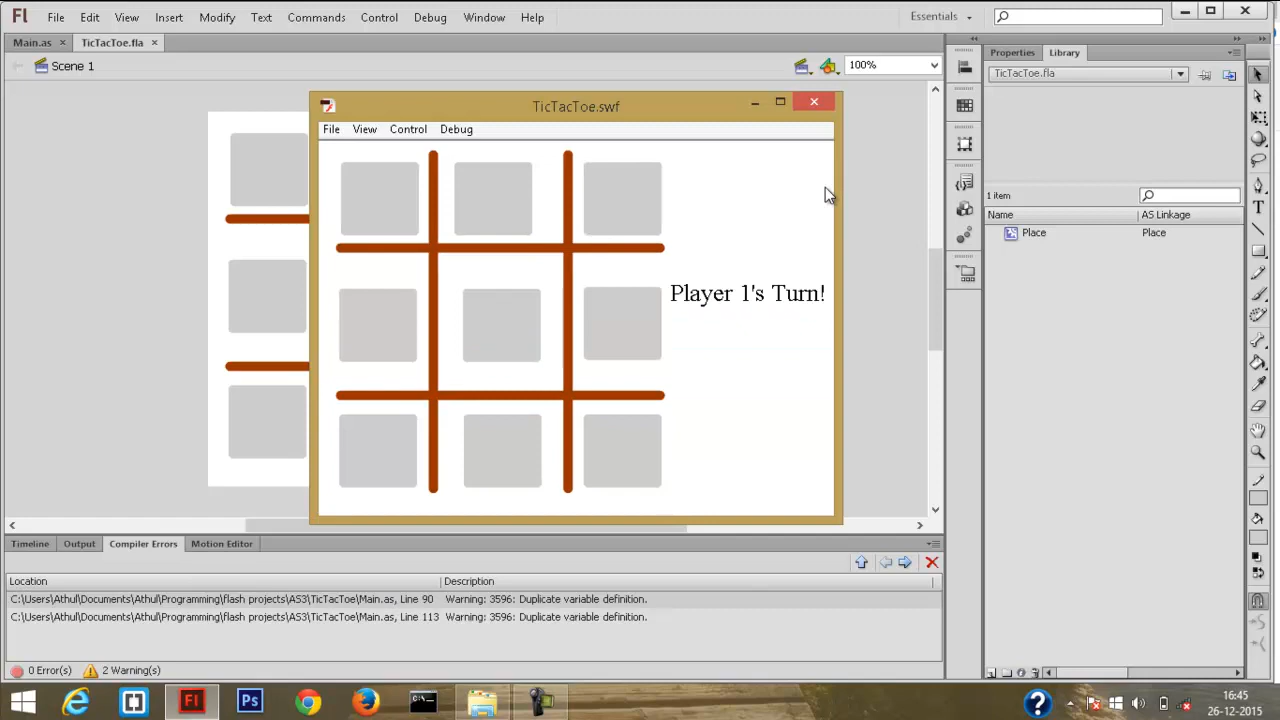 Fl File Edit View Insert Modify Text Commands Control Debug Window Help Essentials
Main.as TicTacToe.fla
Properties Library
Scene 1 100%
TicTacToe.fla
TicTacToe.swf
File View Control Debug
1 item
Name AS Linkage
Place Place
Player 1's Turn!
Timeline Output Compiler Errors Motion Editor
Location Description
C:\Users\Athul\Documents\Athul\Programming\flash projects\AS3\TicTacToe\Main.as, Line 90 Warning: 3596: Duplicate variable definition.
C:\Users\Athul\Documents\Athul\Programming\flash projects\AS3\TicTacToe\Main.as, Line 113 Warning: 3596: Duplicate variable definition.
0 Error(s) 2 Warning(s)
Fl Ps
16:45
26-12-2015